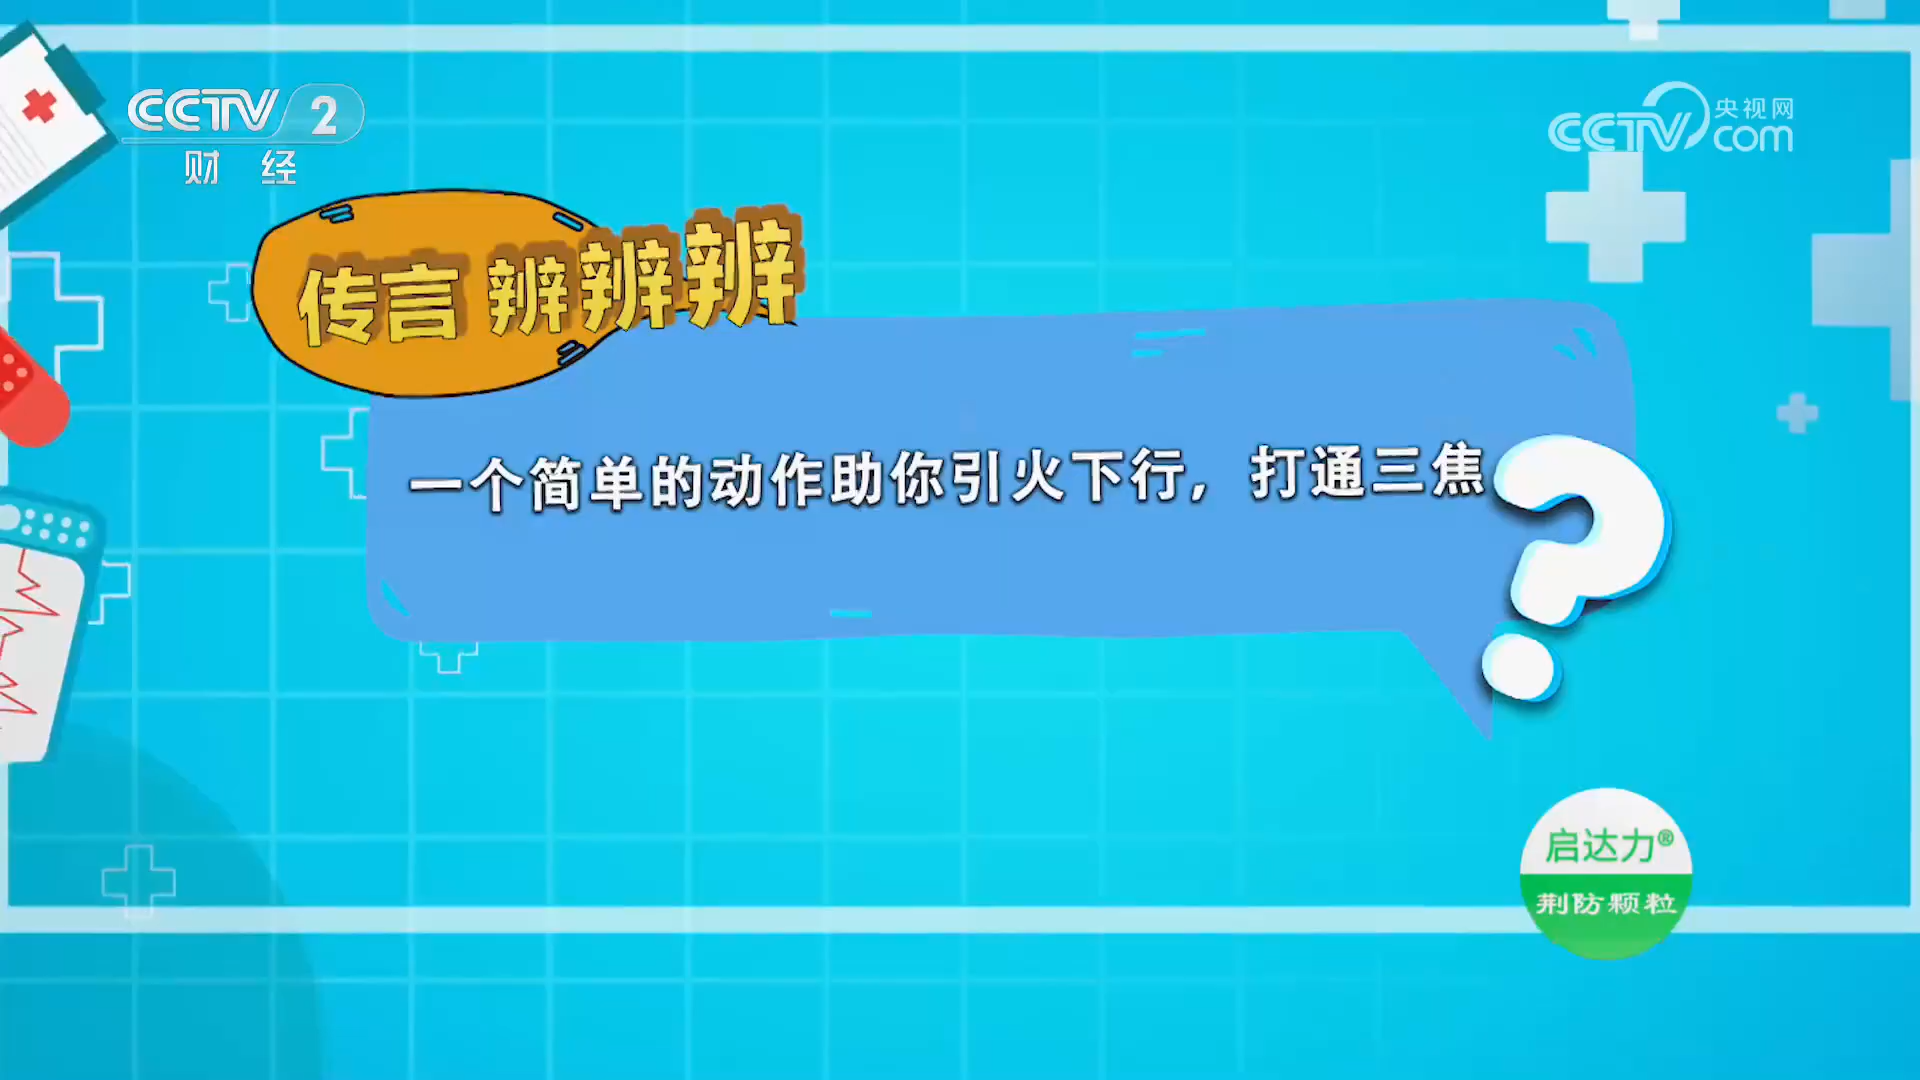 CCTV 2
财 经
央视网
CCTV com
传言 辨辨辨
一个简单的动作助你引火下行，打通三焦
?
启达力®
荆防颗粒